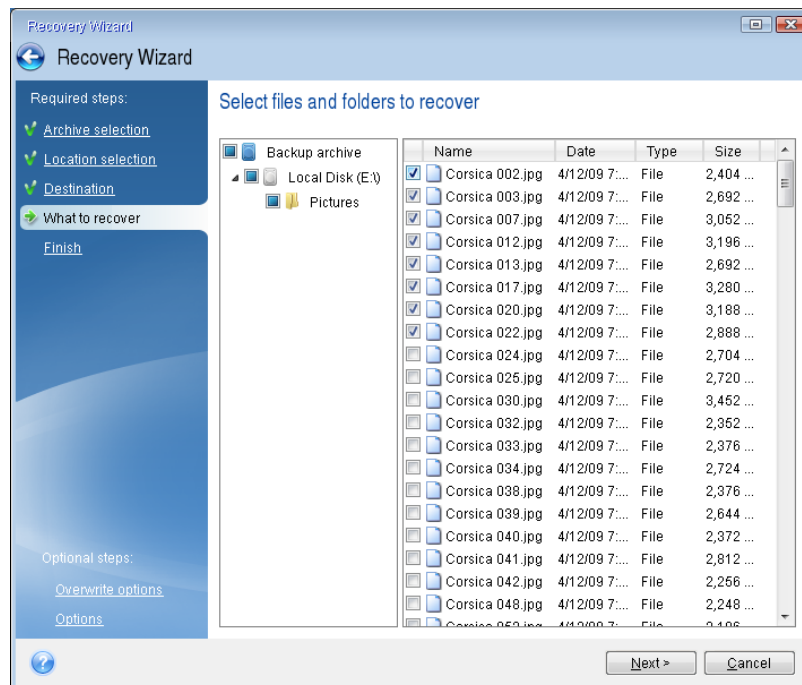 Recovery Wizard
Recovery Wizard
Required steps:
Archive selection
Location selection
Destination
What to recover
Finish
Optional steps:
Overwrite options
Options
Select files and folders to recover
Backup archive
Local Disk (E:\)
Pictures
Name Date Type Size
Corsica 002.jpg 4/12/09 7:... File 2,404 ...
Corsica 003.jpg 4/12/09 7:... File 2,692 ...
Corsica 007.jpg 4/12/09 7:... File 3,052 ...
Corsica 012.jpg 4/12/09 7:... File 3,196 ...
Corsica 013.jpg 4/12/09 7:... File 2,692 ...
Corsica 017.jpg 4/12/09 7:... File 3,280 ...
Corsica 020.jpg 4/12/09 7:... File 3,188 ...
Corsica 022.jpg 4/12/09 7:... File 2,888 ...
Corsica 024.jpg 4/12/09 7:... File 2,704 ...
Corsica 025.jpg 4/12/09 7:... File 2,720 ...
Corsica 030.jpg 4/12/09 7:... File 3,452 ...
Corsica 032.jpg 4/12/09 7:... File 2,352 ...
Corsica 033.jpg 4/12/09 7:... File 2,376 ...
Corsica 034.jpg 4/12/09 7:... File 2,724 ...
Corsica 038.jpg 4/12/09 7:... File 2,376 ...
Corsica 039.jpg 4/12/09 7:... File 2,644 ...
Corsica 040.jpg 4/12/09 7:... File 2,372 ...
Corsica 041.jpg 4/12/09 7:... File 2,812 ...
Corsica 042.jpg 4/12/09 7:... File 2,256 ...
Corsica 048.jpg 4/12/09 7:... File 2,248 ...
Next > Cancel